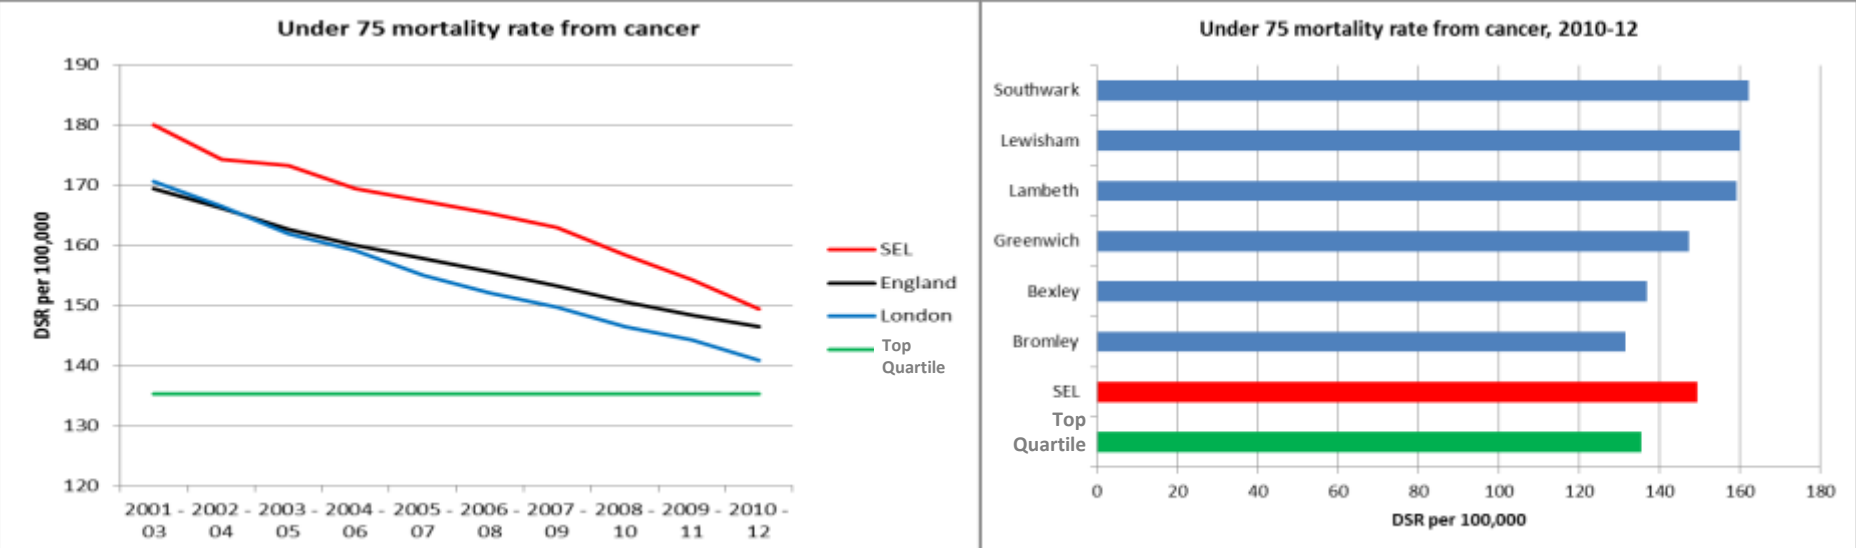 Under 75 mortality rate from cancer
190
180
170
160
150
140
130
120
DSR per 100,000
2001 - 2002 - 2003 - 2004 - 2005 - 2006 - 2007 - 2008 - 2009 - 2010 -
03 04 05 06 07 08 09 10 11 12
SEL
England
London
Top
Quartile
Under 75 mortality rate from cancer, 2010-12
Southwark
Lewisham
Lambeth
Greenwich
Bexley
Bromley
SEL
Top
Quartile
0 20 40 60 80 100 120 140 160 180
DSR per 100,000